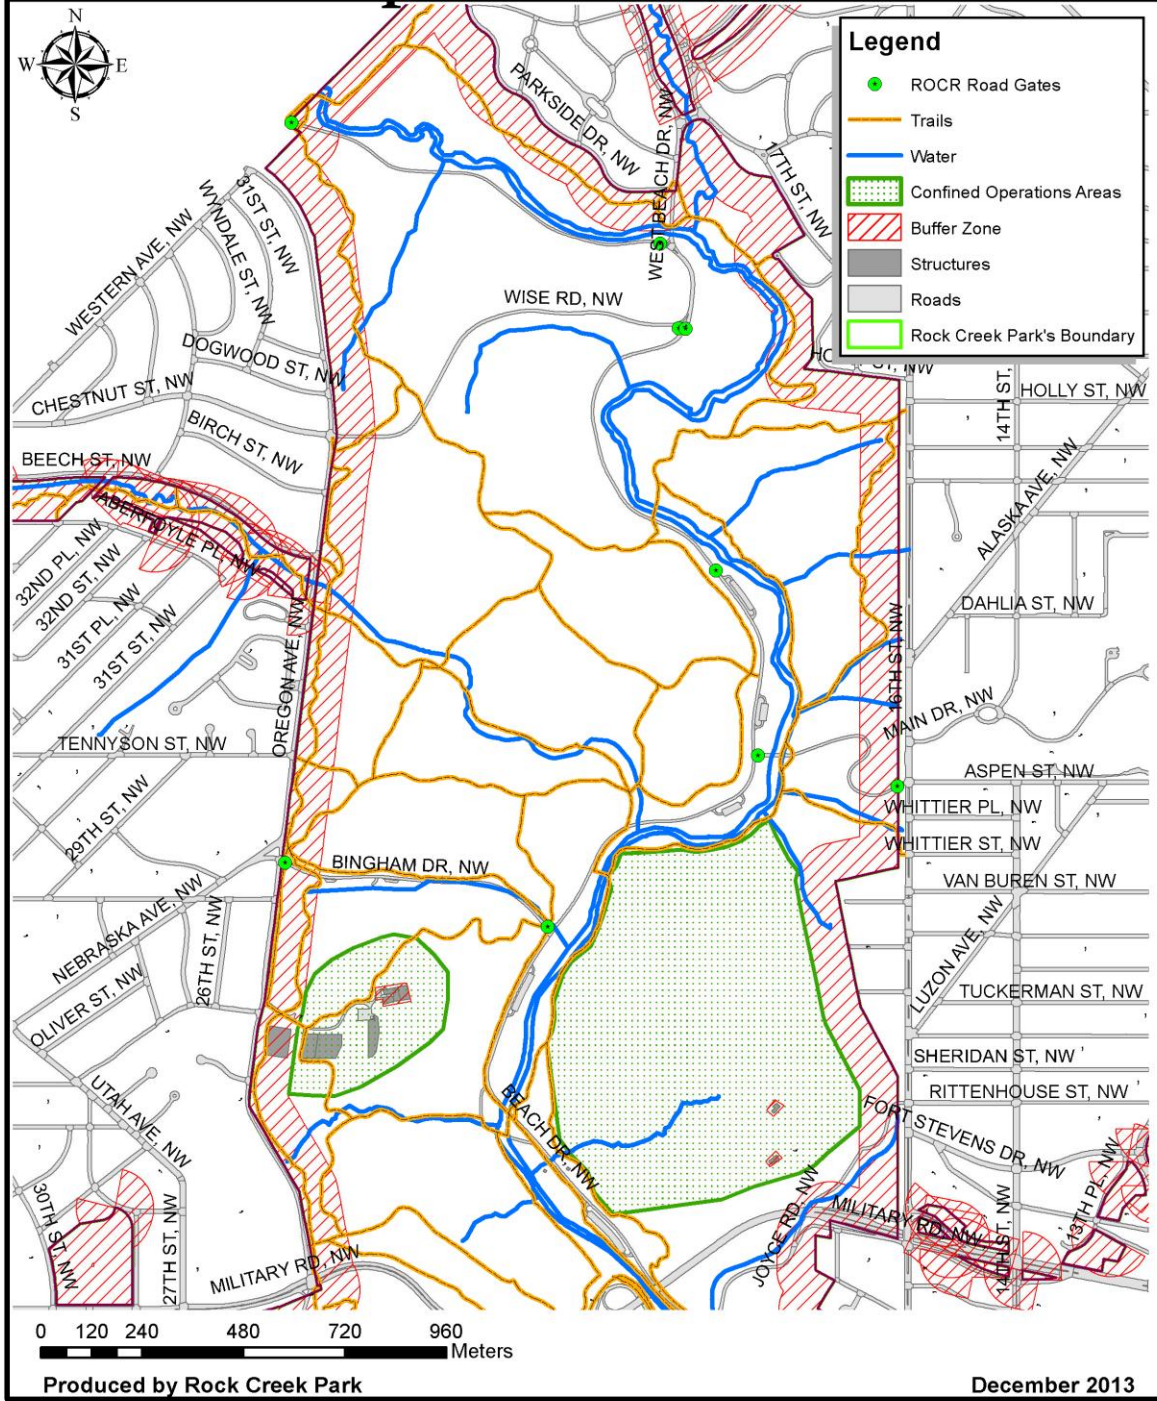 N
W E
S
Legend
ROCR Road Gates
Trails
Water
Confined Operations Areas
Buffer Zone
Structures
Roads
Rock Creek Park's Boundary
PARKSIDE DR, NW
WEST BEACH DR, NW
17TH ST, NW
31ST ST, NW
WYNDALE ST, NW
WESTERN AVE, NW
WISE RD, NW
DOGWOOD ST, NW
CHESTNUT ST, NW
BIRCH ST, NW
BEECH ST, NW
ABERFOYLE PL, NW
14TH ST,
HOLLY ST, NW
ALASKA AVE, NW
32ND PL, NW
32ND ST, NW
31ST PL, NW
31ST ST, NW
OREGON AVE, NW
DAHLIA ST, NW
16TH ST, NW
MAIN DR, NW
TENNYSON ST, NW
ASPEN ST, NW
29TH ST, NW
WHITTIER PL, NW
WHITTIER ST, NW
BINGHAM DR, NW
VAN BUREN ST, NW
NEBRASKA AVE, NW
26TH ST, NW
LUZON AVE, NW
OLIVER ST, NW
TUCKERMAN ST, NW
SHERIDAN ST, NW
UTAH AVE, NW
BEACH DR, NW
RITTENHOUSE ST, NW
FORT STEVENS DR, NW
13TH PL, NW
30TH ST, NW
27TH ST, NW
MILITARY RD, NW
JOYCE RD, NW
MILITARY RD, NW
14TH ST, NW
0 120 240 480 720 960
Meters
Produced by Rock Creek Park
December 2013